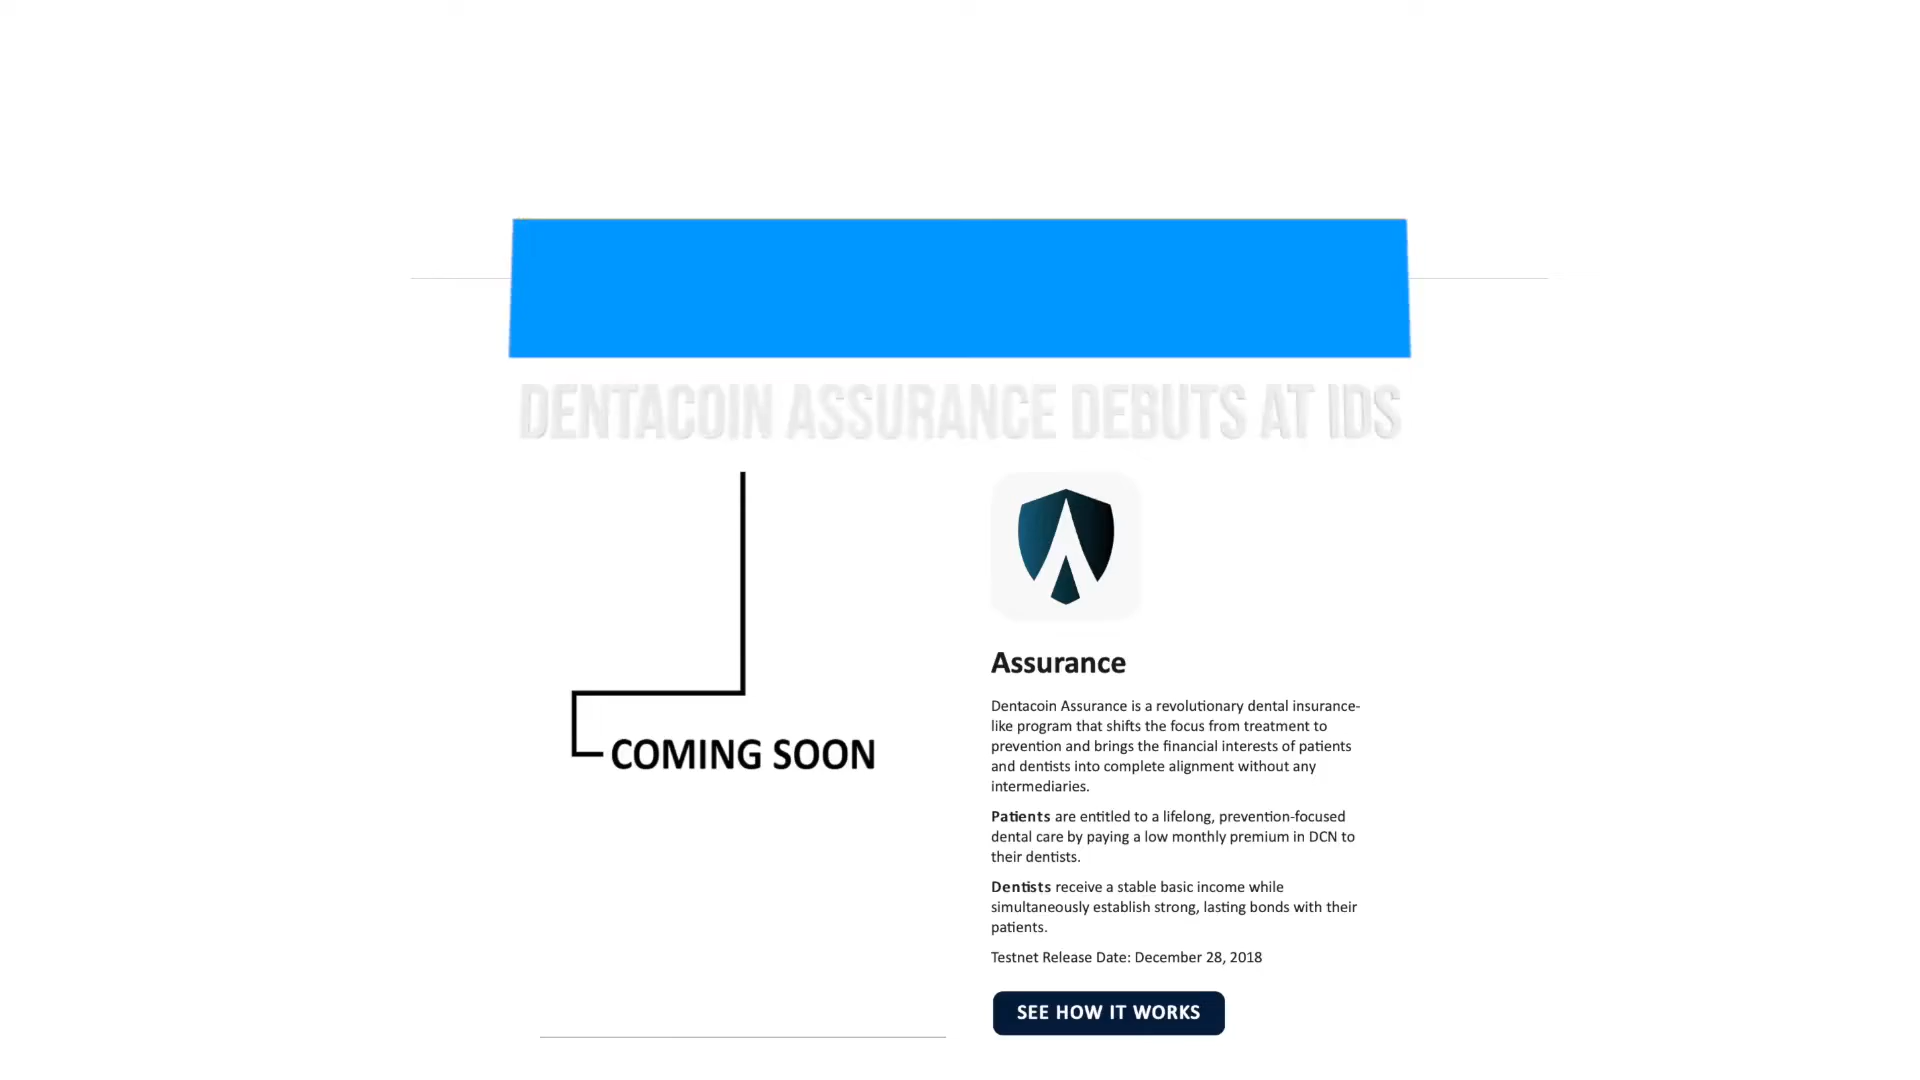 DENTACOIN ASSURANCE DEBUTS AT IDS
COMING SOON
Assurance
Dentacoin Assurance is a revolutionary dental insurance-
like program that shifts the focus from treatment to
prevention and brings the financial interests of patients
and dentists into complete alignment without any
intermediaries.
Patients are entitled to a lifelong, prevention-focused
dental care by paying a low monthly premium in DCN to
their dentists.
Dentists receive a stable basic income while
simultaneously establish strong, lasting bonds with their
patients.
Testnet Release Date: December 28, 2018
SEE HOW IT WORKS